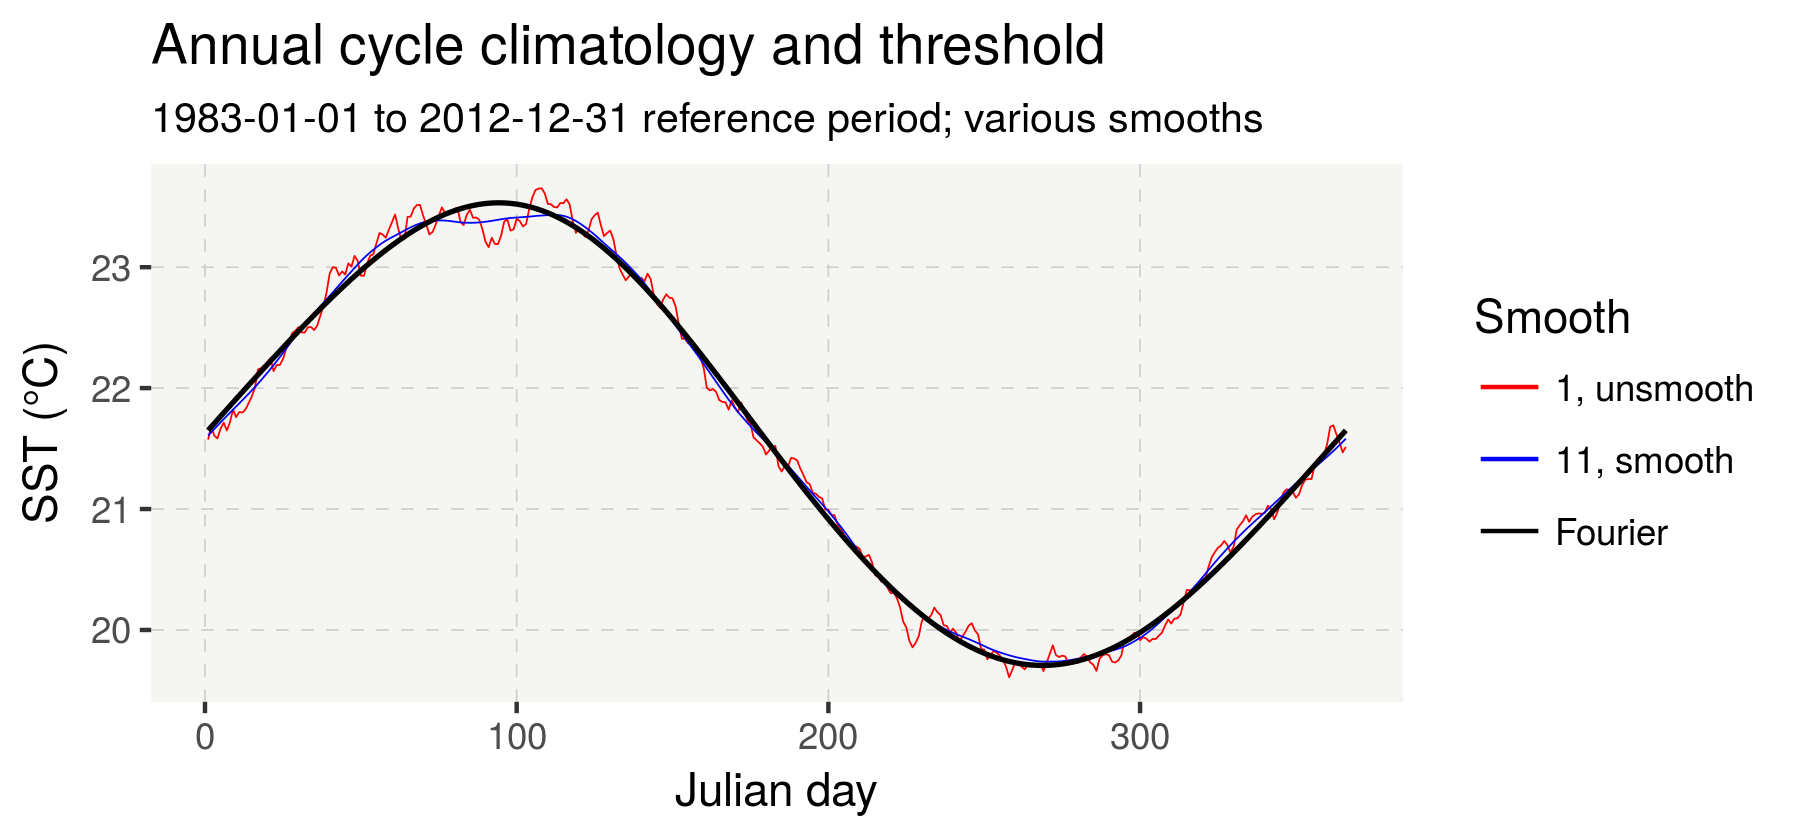 Annual cycle climatology and threshold
1983-01-01 to 2012-12-31 reference period; various smooths
SST (°C)
23
22
21
20
0 100 200 300
Julian day
Smooth
1, unsmooth
11, smooth
Fourier